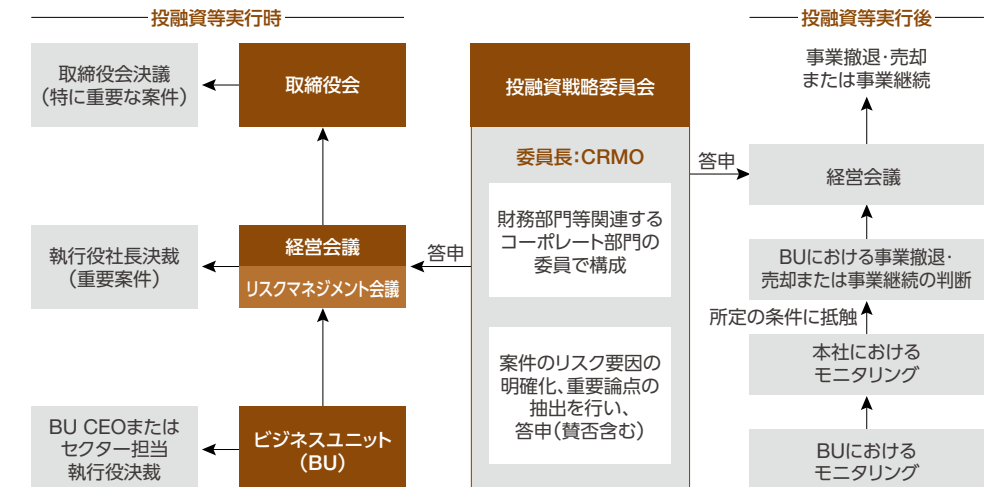 投融資等実行時
取締役会決議
(特に重要な案件)
取締役会
執行役社長決裁
(重要案件)
経営会議
リスクマネジメント会議
答申
BU CEOまたは
セクター担当
執行役決裁
ビジネスユニット
(BU)
投融資戦略委員会
委員長:CRMO
財務部門等関連する
コーポレート部門の
委員で構成
案件のリスク要因の
明確化、重要論点の
抽出を行い、
答申(賛否含む)
投融資等実行後
事業撤退・売却
または事業継続
答申
経営会議
BUにおける事業撤退・
売却または事業継続の判断
所定の条件に抵触
本社における
モニタリング
BUにおける
モニタリング